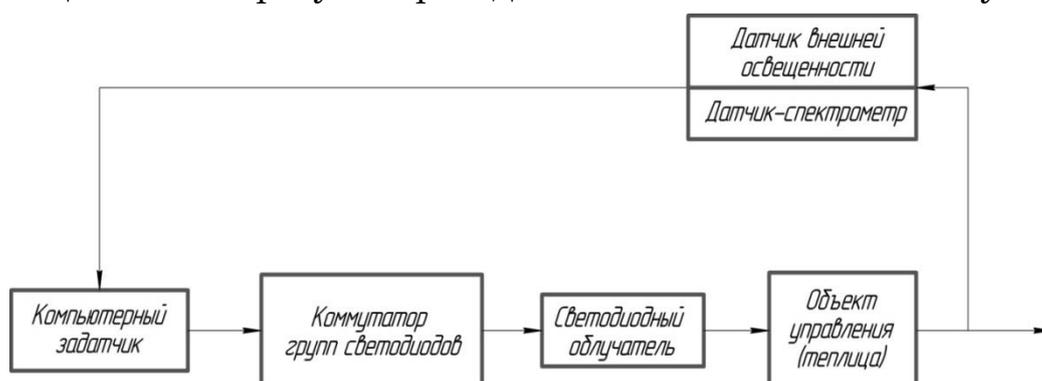 Датчик внешней
освещенности
Датчик-спектрометр
Компьютерный
задатчик
Коммутатор
групп светодиодов
Светодиодный
облучатель
Объект
управления
(теплица)